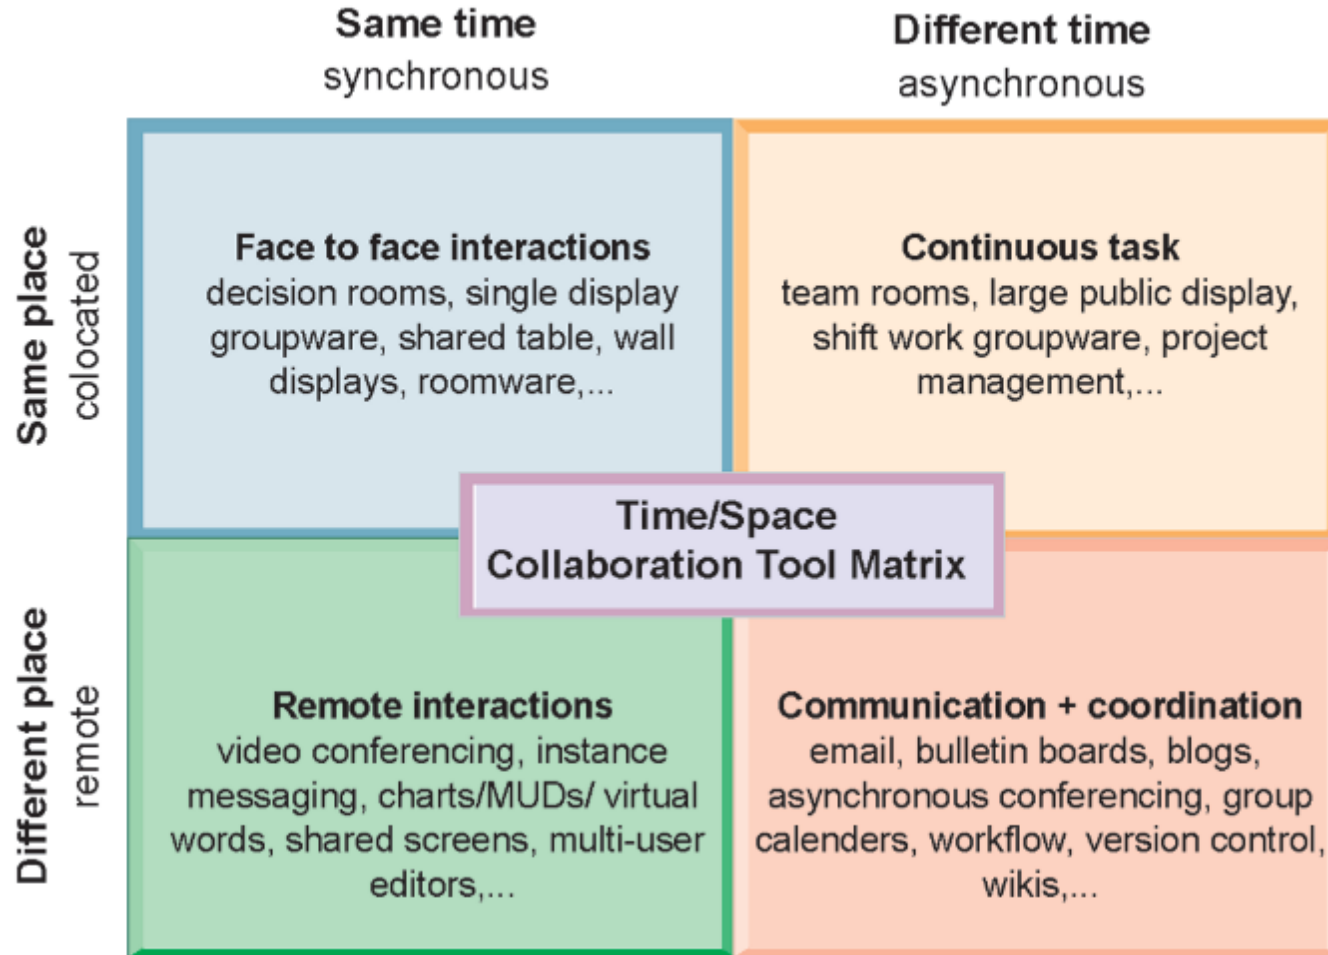 Same time
synchronous
Different time
asynchronous
Same place
colocated
Face to face interactions
decision rooms, single display
groupware, shared table, wall
displays, roomware,...
Continuous task
team rooms, large public display,
shift work groupware, project
management,...
Time/Space
Collaboration Tool Matrix
Different place
remote
Remote interactions
video conferencing, instance
messaging, charts/MUDs/ virtual
words, shared screens, multi-user
editors,...
Communication + coordination
email, bulletin boards, blogs,
asynchronous conferencing, group
calenders, workflow, version control,
wikis,...